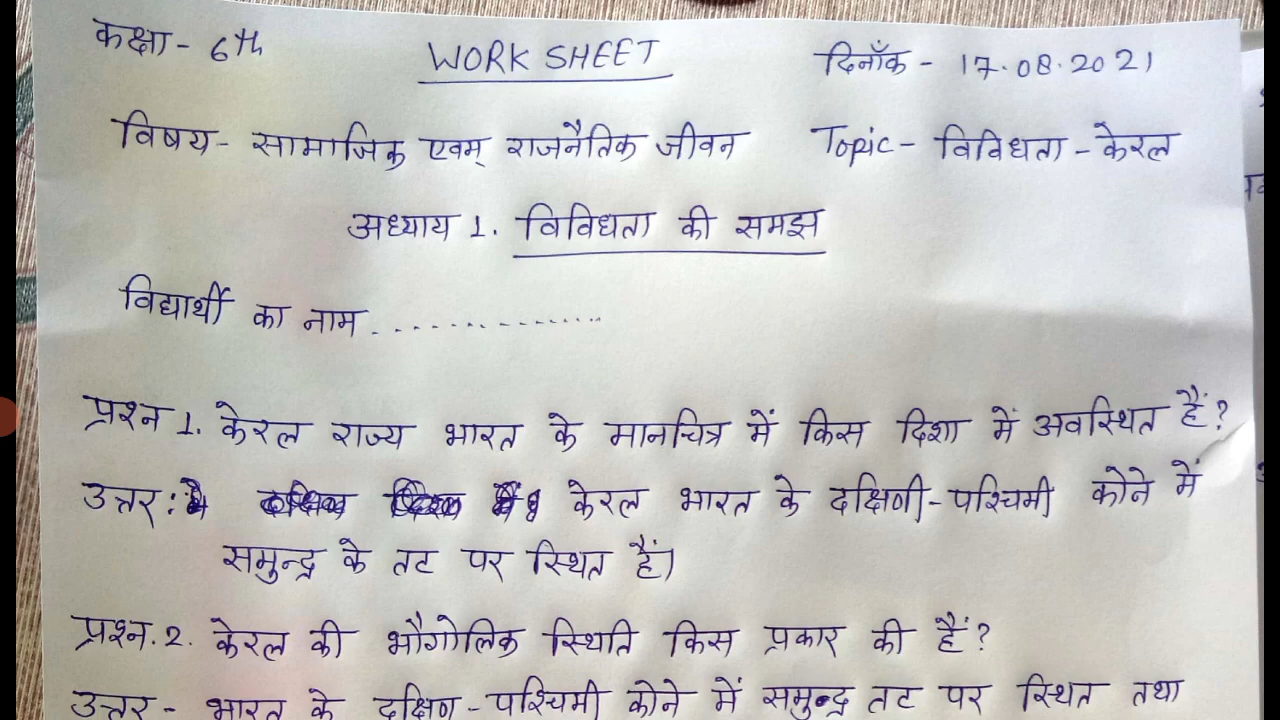 कक्षा - 6th WORK SHEET दिनाँक - 17.08.2021
विषय - सामाजिक एवम् राजनैतिक जीवन Topic - विविधता - केरल
अध्याय 1. विविधता की समझ
विद्यार्थी का नाम ................
प्रश्न 1. केरल राज्य भारत के मानचित्र में किस दिशा में अवस्थित हैं?
उत्तर: केरल भारत के दक्षिणी-पश्चिमी कोने में
समुन्द्र के तट पर स्थित हैं।
प्रश्न.2. केरल की भौगोलिक स्थिति किस प्रकार की हैं?
उत्तर - भारत के दक्षिण-पश्चिमी कोने में समुन्द्र तट पर स्थित तथा